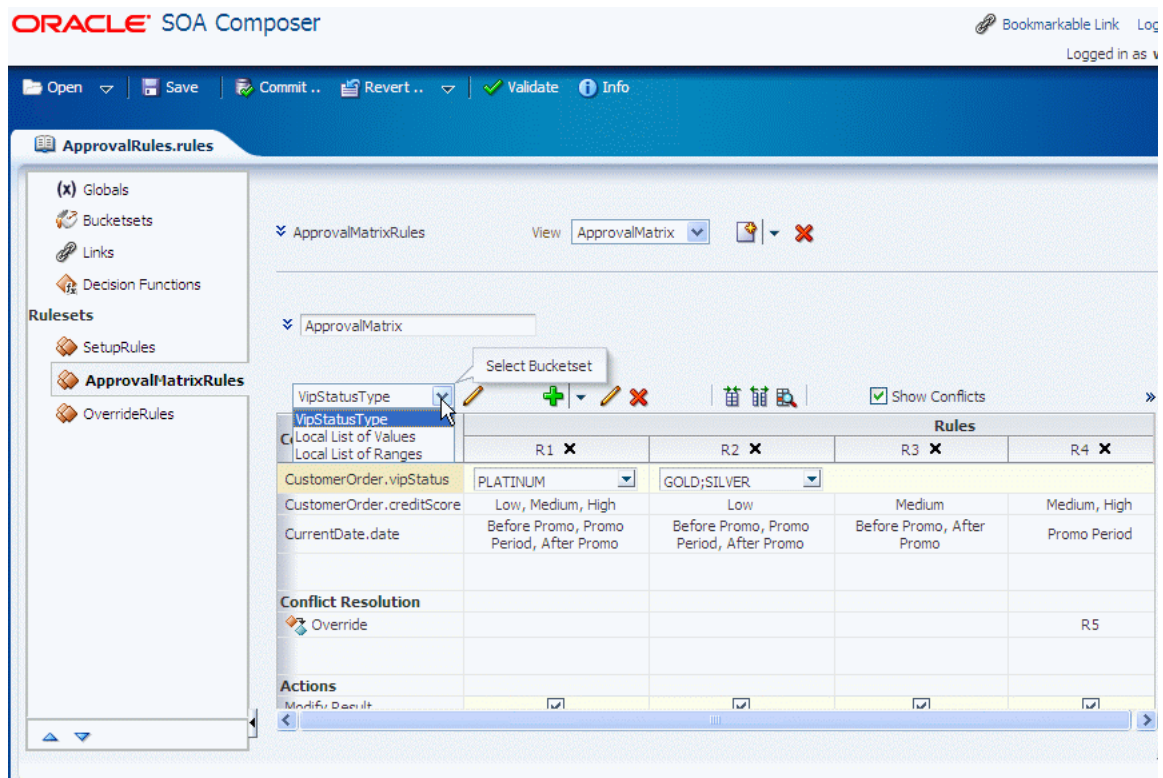 ORACLE SOA Composer
Bookmarkable Link Log
Logged in as
Open Save Commit .. Revert .. Validate Info
ApprovalRules.rules
(x) Globals
Bucketsets
Links
Decision Functions
Rulesets
SetupRules
ApprovalMatrixRules
OverrideRules
ApprovalMatrixRules View ApprovalMatrix
ApprovalMatrix
Select Bucketset
VipStatusType Show Conflicts
VipStatusType
Local List of Values
Local List of Ranges
Rules
R1 R2 R3 R4
CustomerOrder.vipStatus PLATINUM GOLD;SILVER
CustomerOrder.creditScore Low, Medium, High Low Medium Medium, High
CurrentDate.date Before Promo, Promo Period, After Promo Before Promo, Promo Period, After Promo Before Promo, After Promo Promo Period
Conflict Resolution
Override R5
Actions
Modify Result